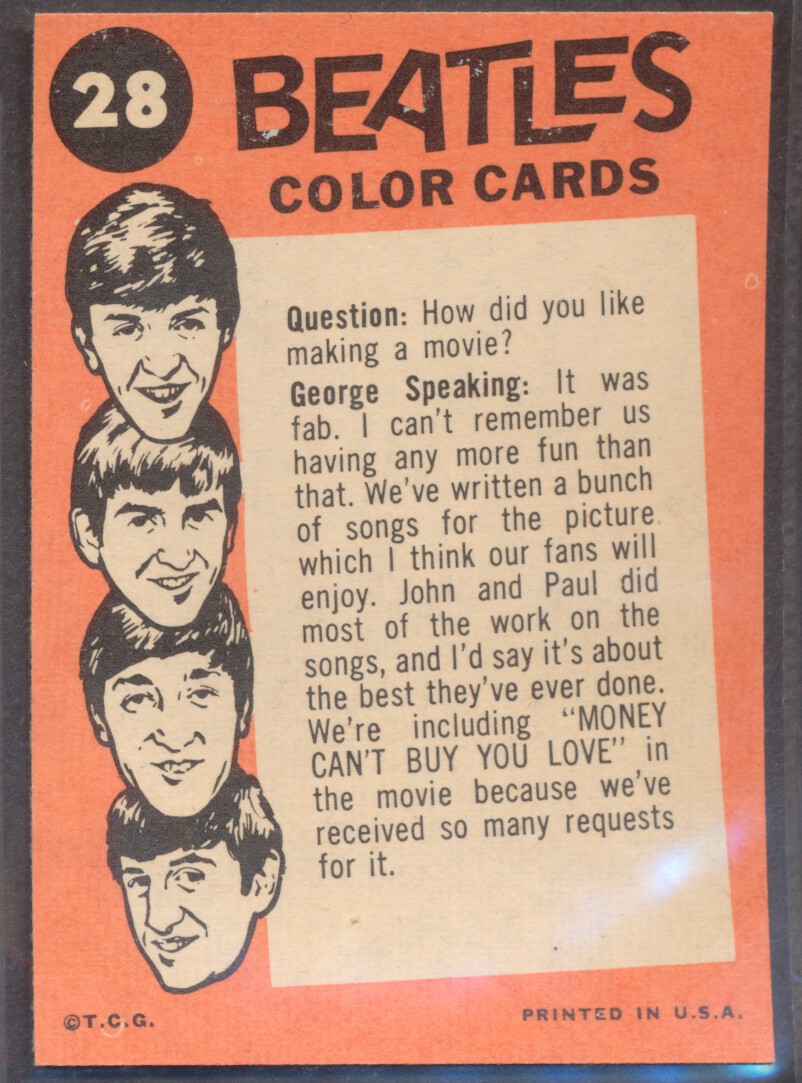 28
BEATLES
COLOR CARDS
Question: How did you like
making a movie?
George Speaking: It was
fab. I can't remember us
having any more fun than
that. We've written a bunch
of songs for the picture
which I think our fans will
enjoy. John and Paul did
most of the work on the
songs, and I'd say it's about
the best they've ever done.
We're including “MONEY
CAN'T BUY YOU LOVE” in
the movie because we've
received so many requests
for it.
©T.C.G.
PRINTED IN U.S.A.